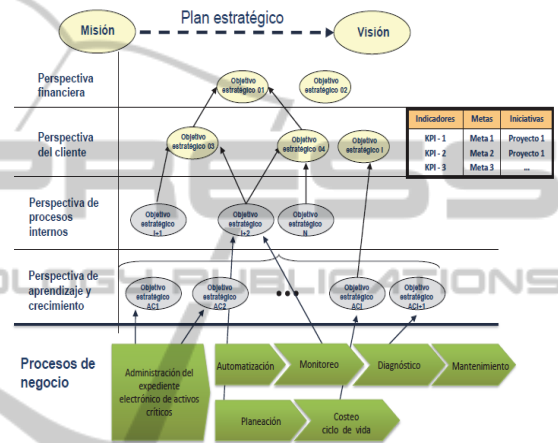 Plan estratégico
Misión
Visión
Perspectiva
financiera
Objetivo
estratégico 01
Objetivo
estratégico 02
Perspectiva
del cliente
Objetivo
estratégico 03
Objetivo
estratégico 04
Objetivo
estratégico I
Indicadores Metas Iniciativas
KPI - 1 Meta 1 Proyecto 1
KPI - 2 Meta 2 Proyecto 1
KPI - 3 Meta 3 ...
Perspectiva de
procesos
internos
Objetivo
estratégico
I+1
Objetivo
estratégico
I+2
Objetivo
estratégico
N
Perspectiva de
aprendizaje y
crecimiento
Objetivo
estratégico
AC1
Objetivo
estratégico
AC2
...
Objetivo
estratégico
ACI
Objetivo
estratégico
ACI+1
Procesos de
negocio
Administración del
expediente
electrónico de activos
críticos
Automatización
Monitoreo
Diagnóstico
Mantenimiento
Planeación
Costeo
ciclo de vida
PRESS
OLOGY PUBLICATIONS